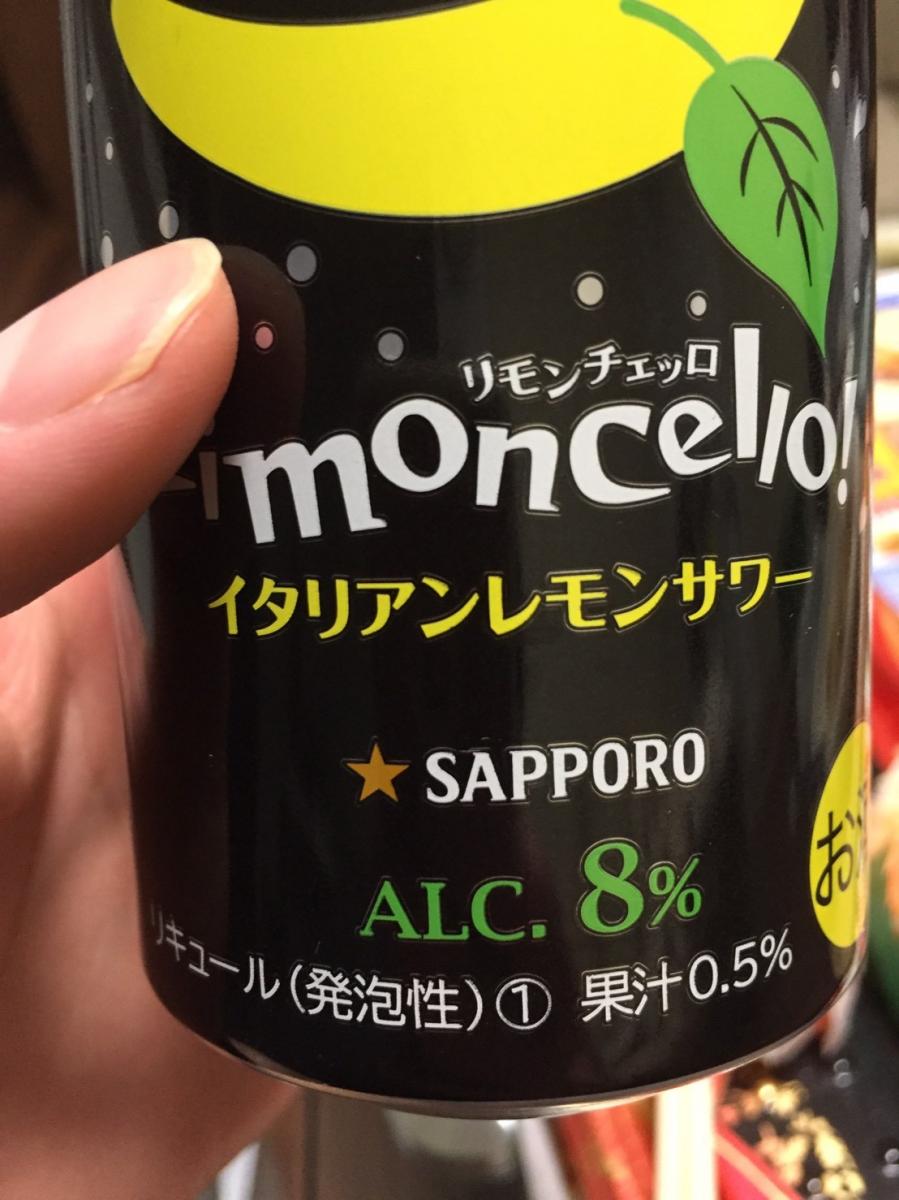 リモンチェッロ
moncello!
イタリアンレモンサワー
★ SAPPORO
ALC. 8%
リキュール(発泡性)① 果汁0.5%
お